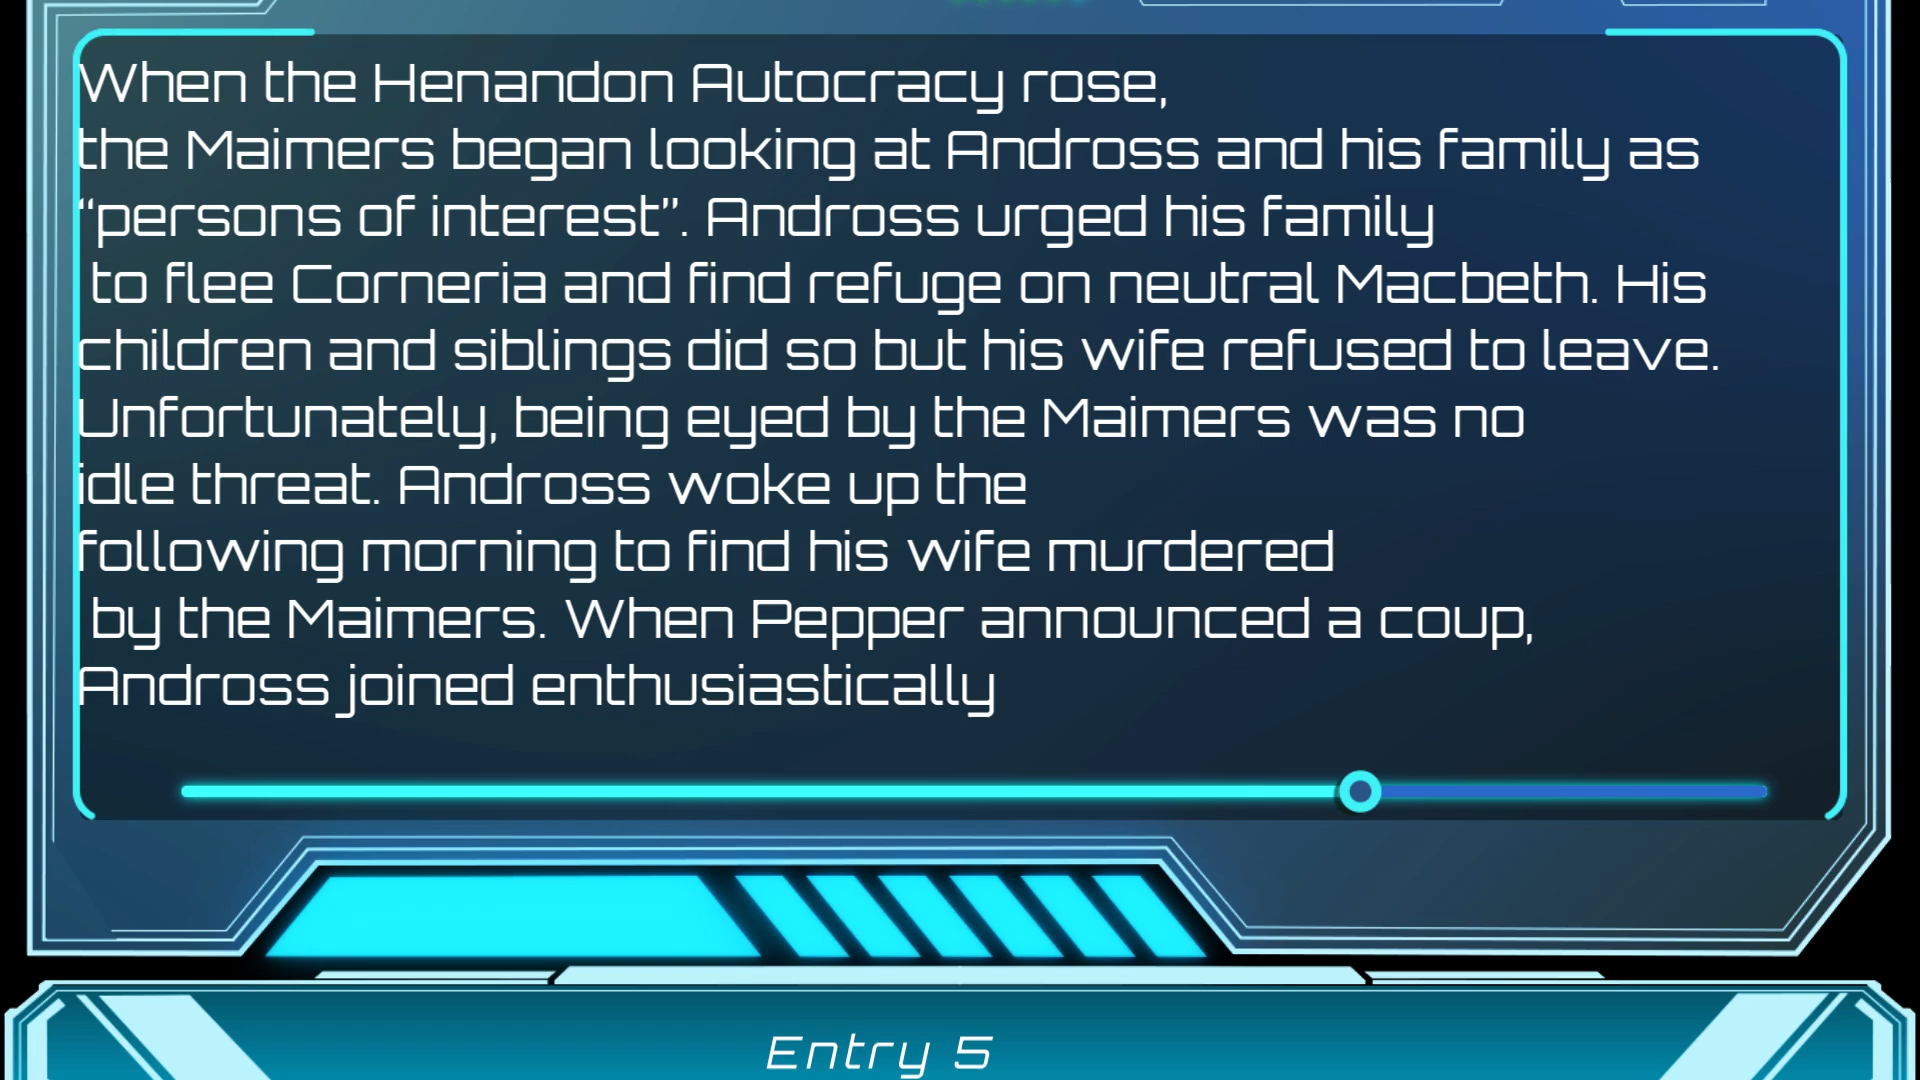 When the Henandon Autocracy rose,
the Maimers began looking at Andross and his family as
“persons of interest”. Andross urged his family
to flee Corneria and find refuge on neutral Macbeth. His
children and siblings did so but his wife refused to leave.
Unfortunately, being eyed by the Maimers was no
idle threat. Andross woke up the
following morning to find his wife murdered
by the Maimers. When Pepper announced a coup,
Andross joined enthusiastically
Entry 5